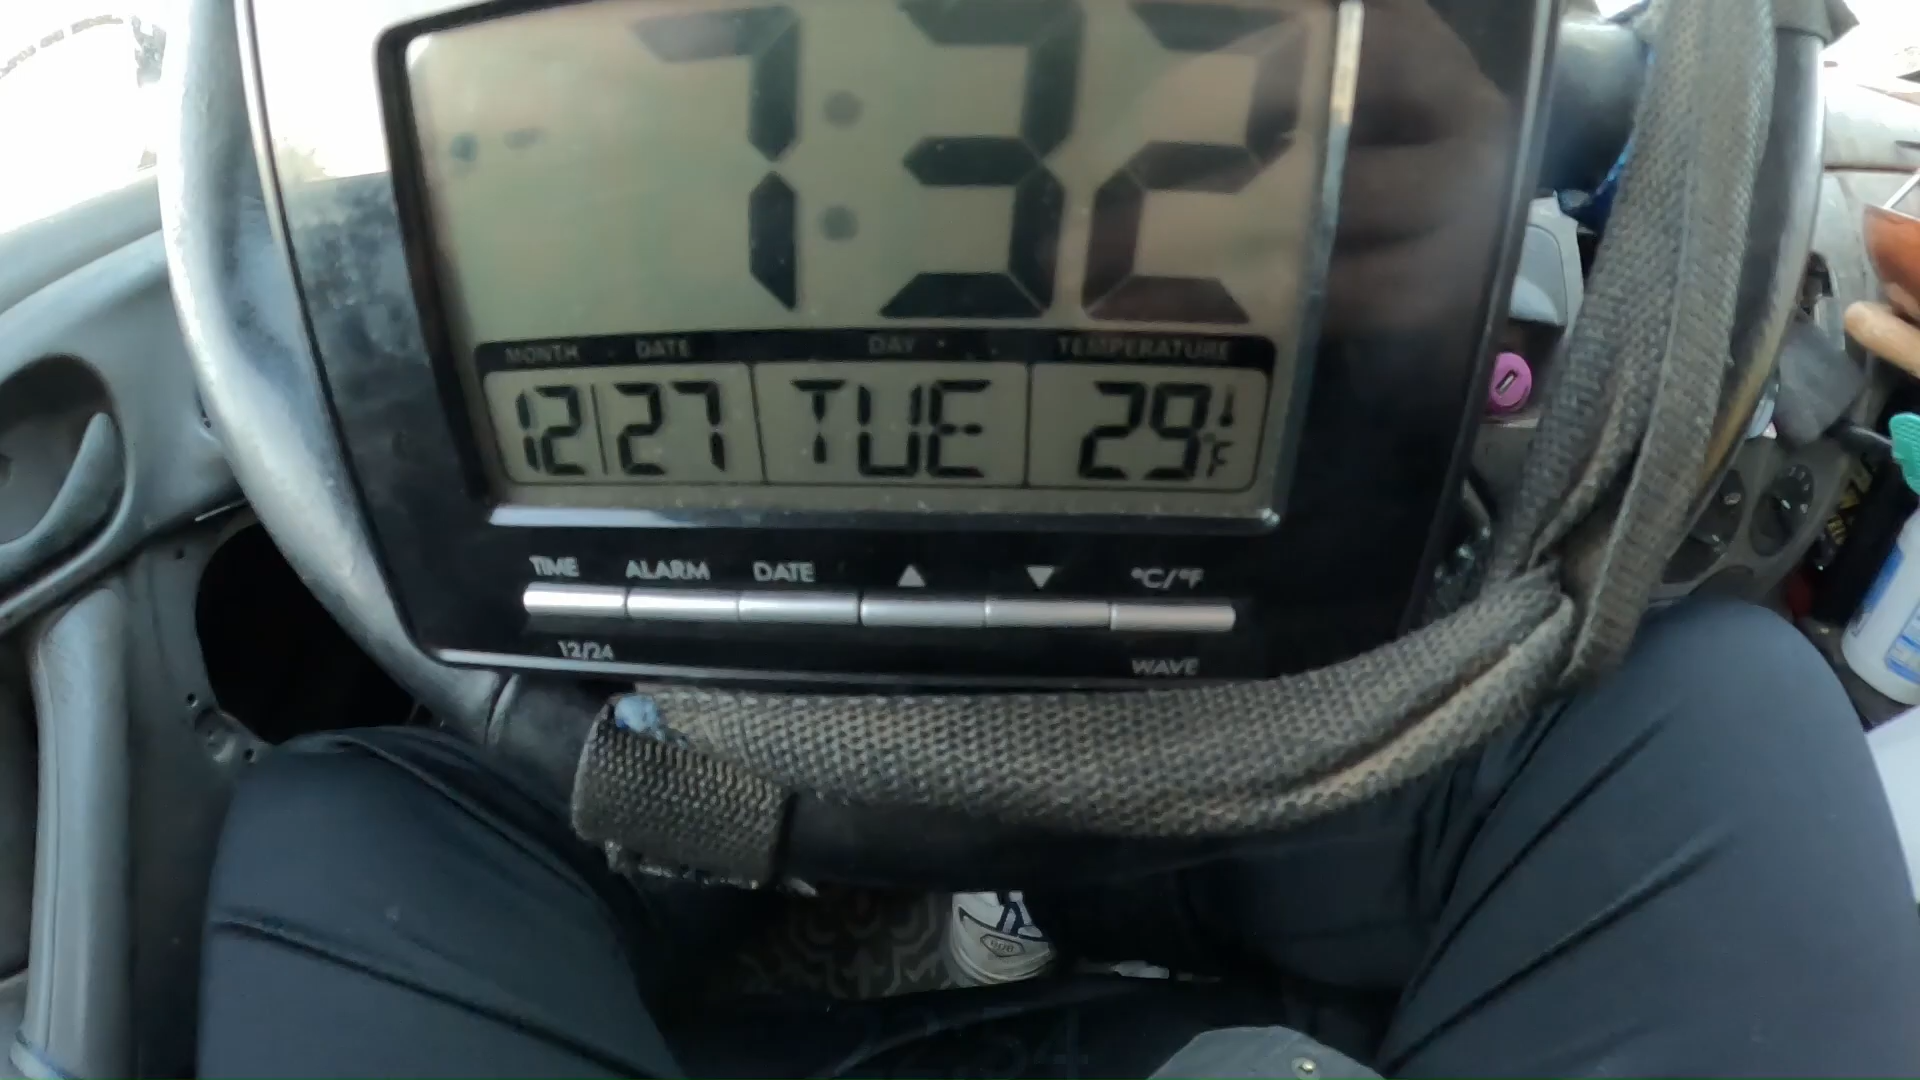 7:32
MONTH DATE DAY TEMPERATURE
12 27 TUE 29°F
TIME ALARM DATE ▲ ▼ °C/°F
12/24 WAVE